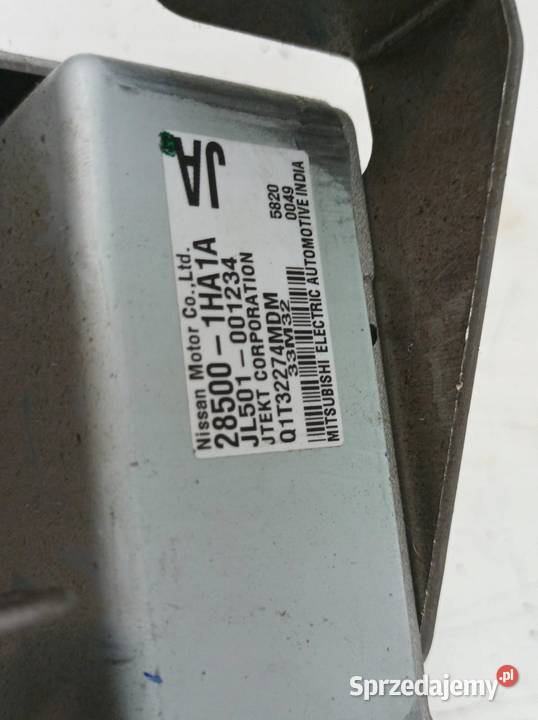 JA
Nissan Motor Co.,Ltd.
28500-1HA1A
JL501-001234
JTEKT CORPORATION
Q1T32274MDM
33M32
5820
0049
MITSUBISHI ELECTRIC AUTOMOTIVE INDIA
Sprzedajemy.pl